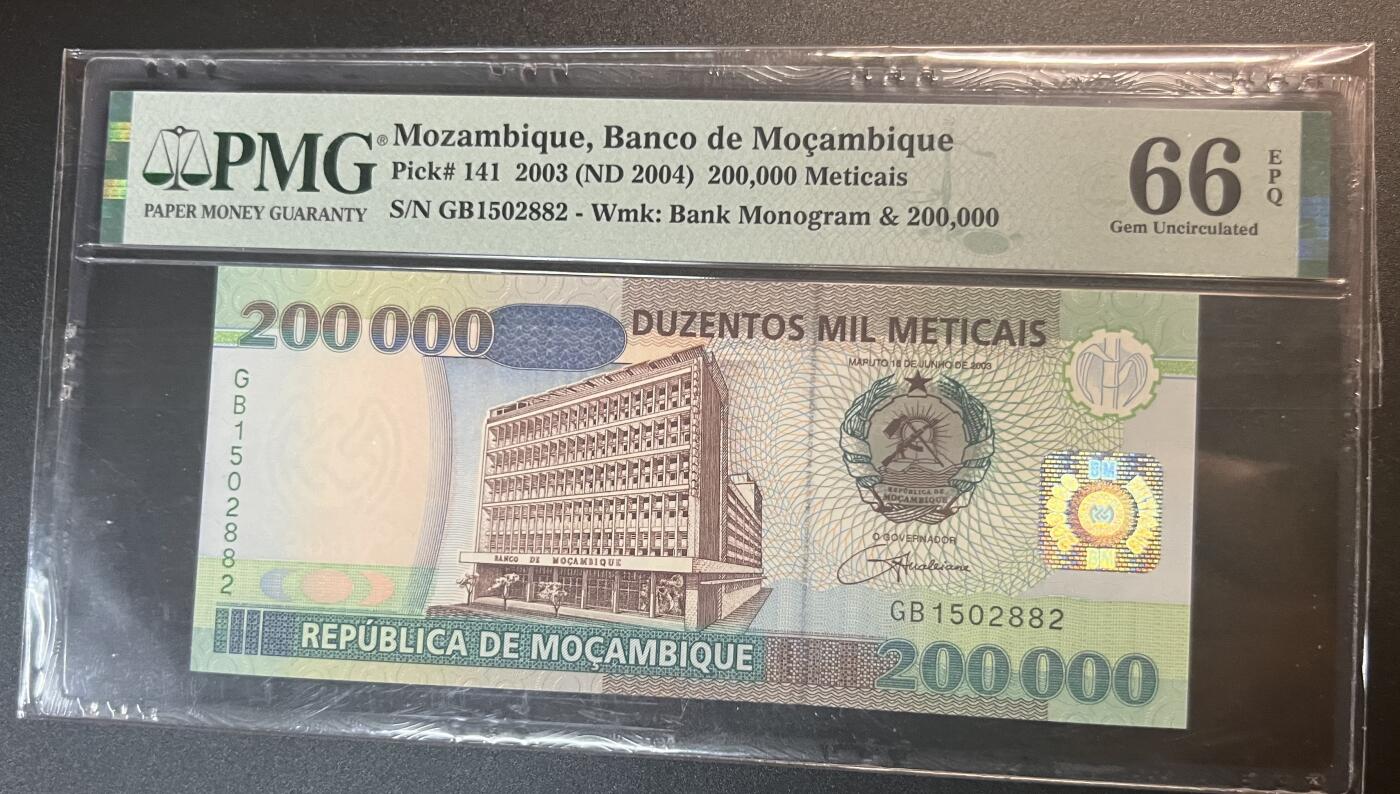 PMG®
PAPER MONEY GUARANTY
Mozambique, Banco de Moçambique
Pick# 141 2003 (ND 2004) 200,000 Meticais
S/N GB1502882 - Wmk: Bank Monogram & 200,000
66
EPQ
Gem Uncirculated
200 000
DUZENTOS MIL METICAIS
MAPUTO 16 DE JUNHO DE 2003
GB1502882
REPÚBLICA DE
MOÇAMBIQUE
BANCO DE MOÇAMBIQUE
O GOVERNADOR
BM
BM
GB1502882
REPÚBLICA DE MOÇAMBIQUE
200 000